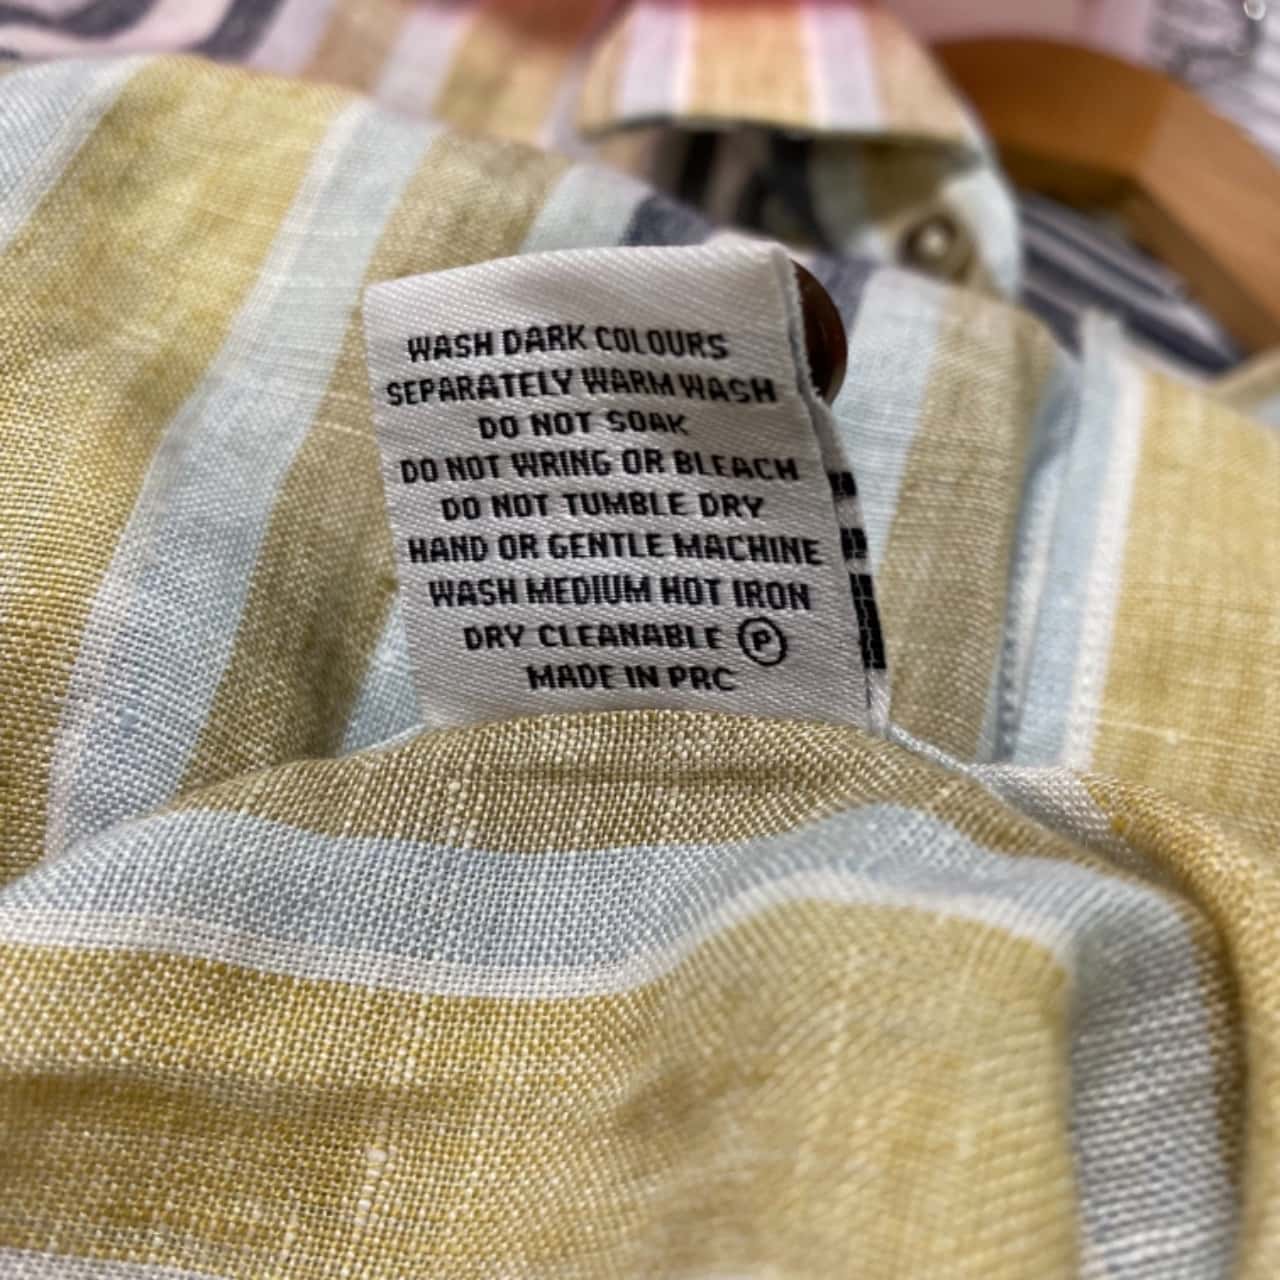 WASH DARK COLOURS
SEPARATELY WARM WASH
DO NOT SOAK
DO NOT WRING OR BLEACH
DO NOT TUMBLE DRY
HAND OR GENTLE MACHINE
WASH MEDIUM HOT IRON
DRY CLEANABLE Ⓟ
MADE IN PRC